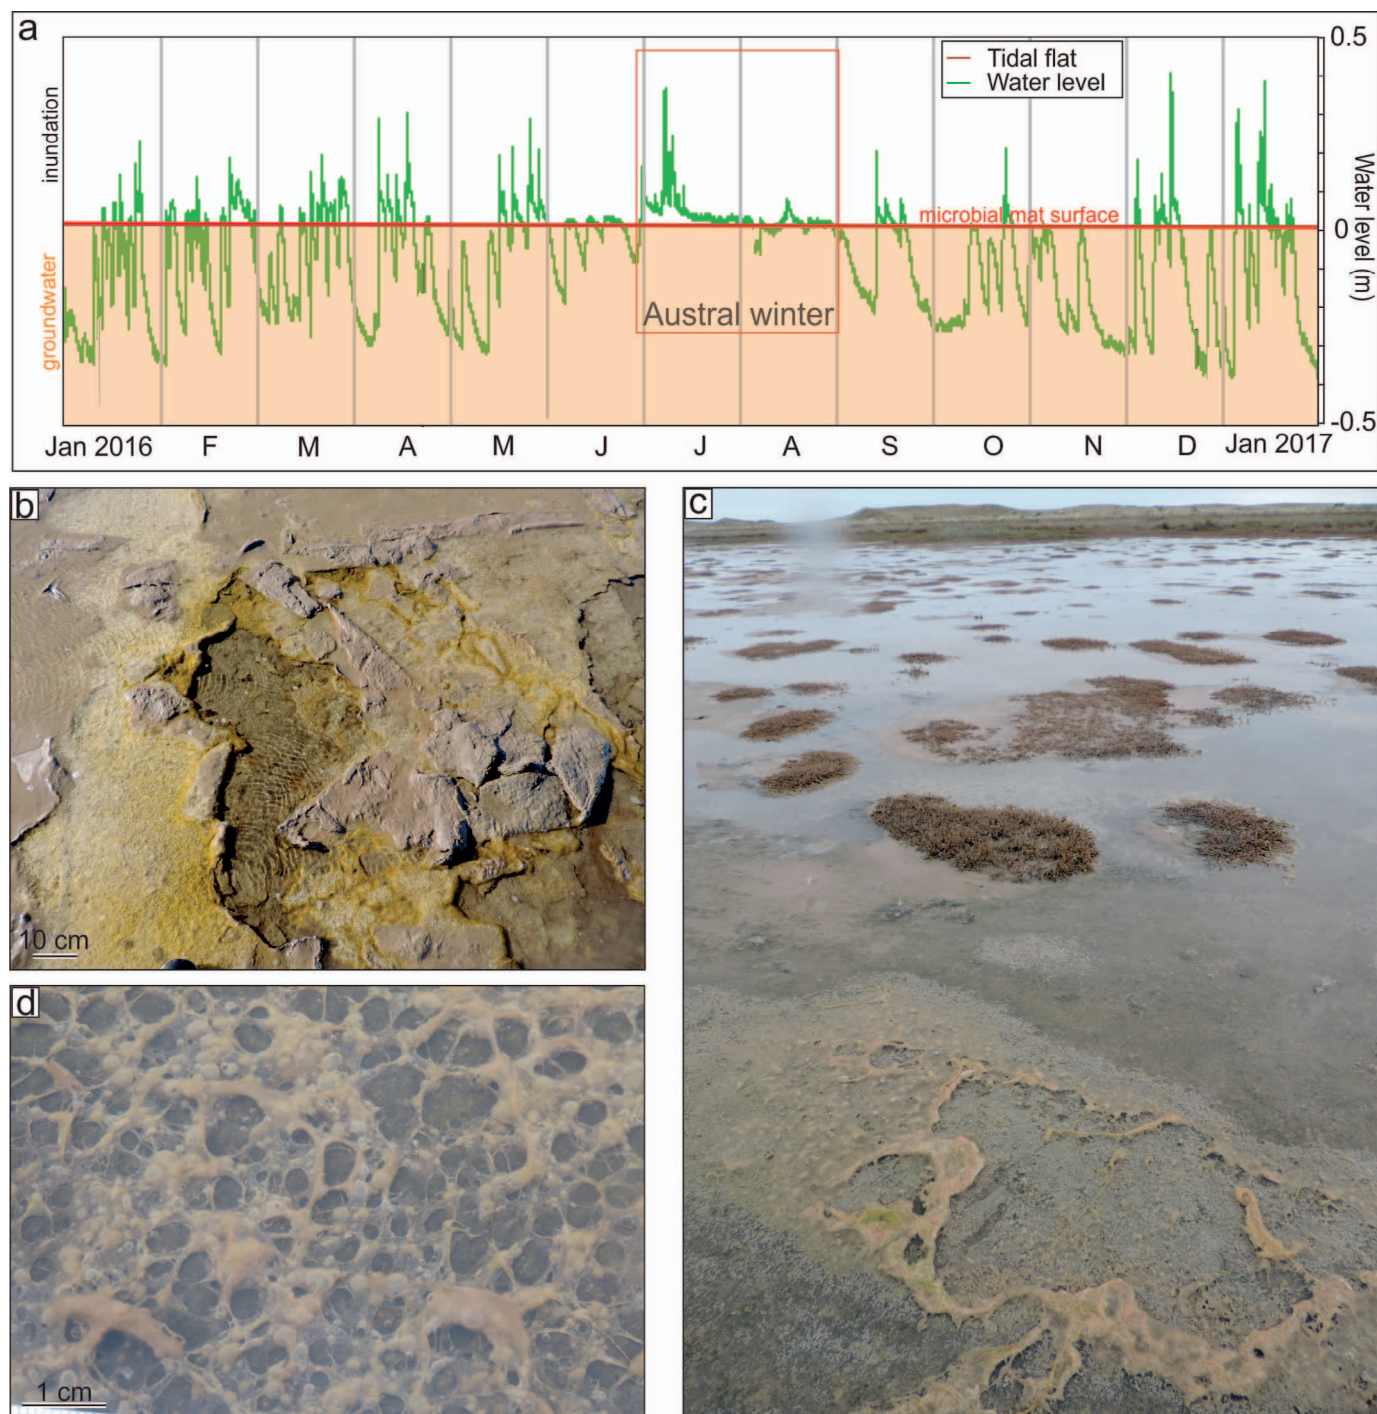 a
0.5
Tidal flat
Water level
inundation
microbial mat surface
0
Water level (m)
groundwater
Austral winter
-0.5
Jan 2016 F M A M J J A S O N D Jan 2017
b
c
10 cm
d
1 cm